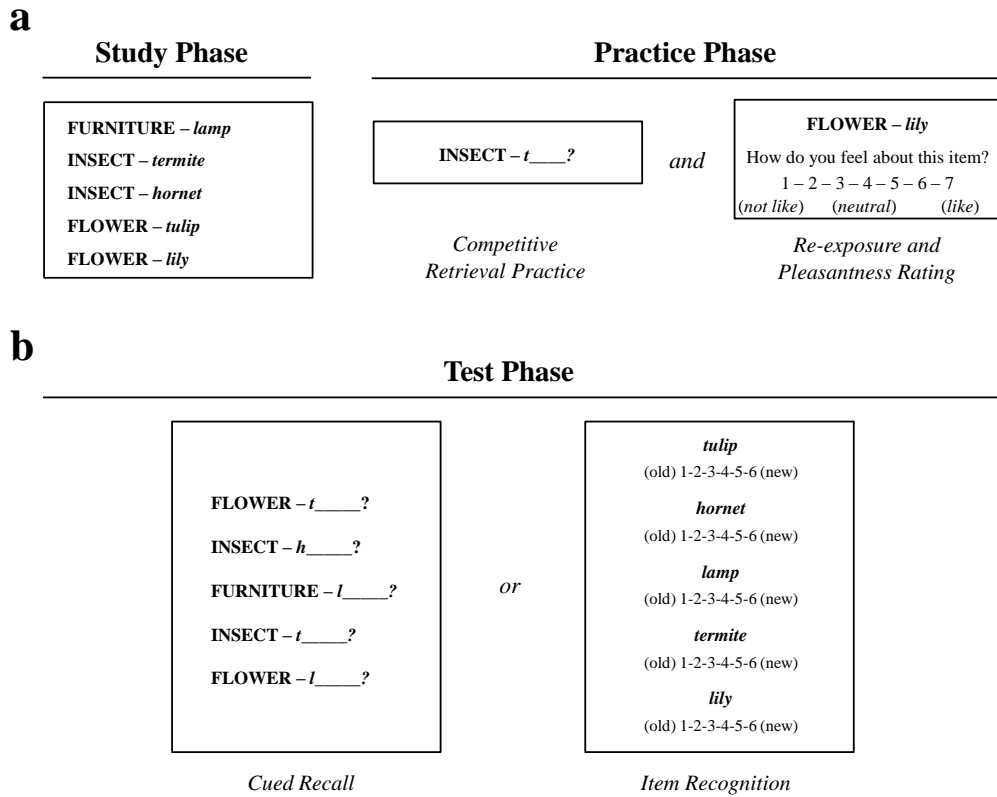 a
Study Phase
Practice Phase
FURNITURE – lamp
INSECT – termite
INSECT – hornet
FLOWER – tulip
FLOWER – lily
INSECT – t____?
and
FLOWER – lily
How do you feel about this item?
1 – 2 – 3 – 4 – 5 – 6 – 7
(not like) (neutral) (like)
Competitive
Retrieval Practice
Re-exposure and
Pleasantness Rating
b
Test Phase
FLOWER – t_____?
INSECT – h_____?
FURNITURE – l_____?
INSECT – t_____?
FLOWER – l_____?
or
tulip
(old) 1-2-3-4-5-6 (new)
hornet
(old) 1-2-3-4-5-6 (new)
lamp
(old) 1-2-3-4-5-6 (new)
termite
(old) 1-2-3-4-5-6 (new)
lily
(old) 1-2-3-4-5-6 (new)
Cued Recall
Item Recognition